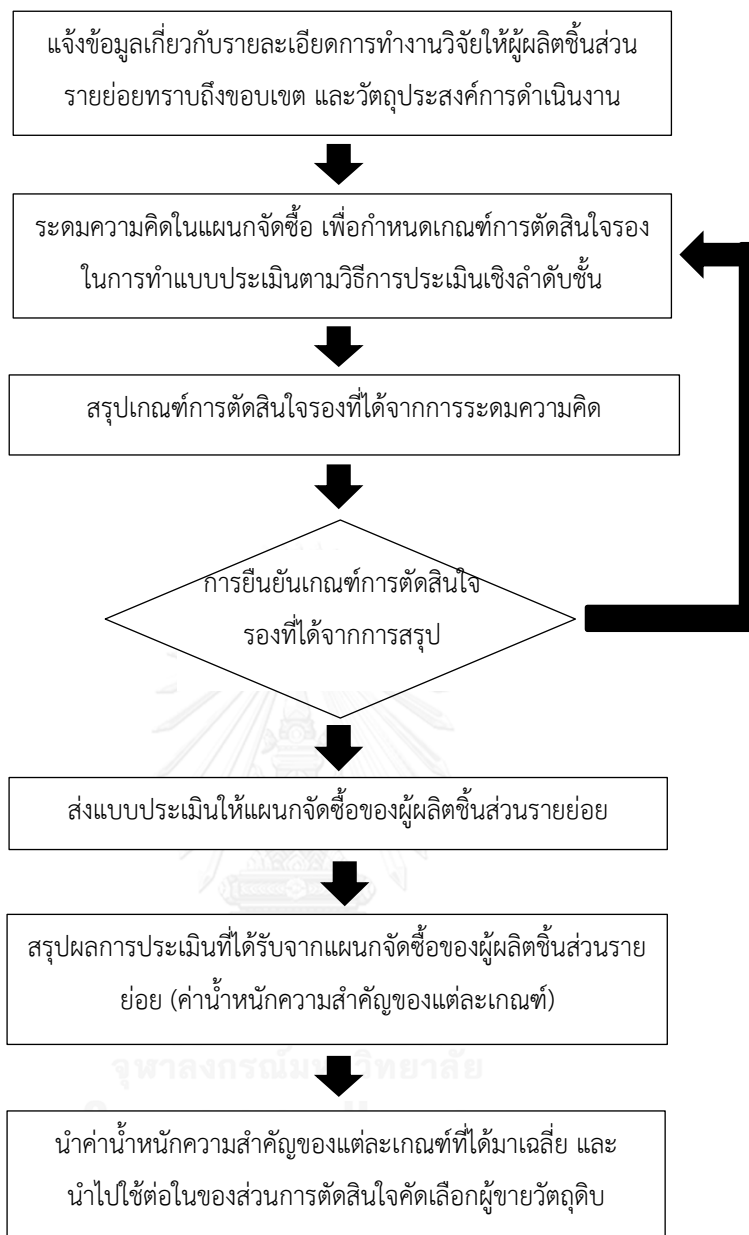 แจ้งข้อมูลเกี่ยวกับรายละเอียดการทำงานวิจัยให้ผู้ผลิตชิ้นส่วน
รายย่อยทราบถึงขอบเขต และวัตถุประสงค์การดำเนินงาน
ระดมความคิดในแผนกจัดซื้อ เพื่อกำหนดเกณฑ์การตัดสินใจรอง
ในการทำแบบประเมินตามวิธีการประเมินเชิงลำดับชั้น
สรุปเกณฑ์การตัดสินใจรองที่ได้จากการระดมความคิด
การยืนยันเกณฑ์การตัดสินใจ
รองที่ได้จากการสรุป
ส่งแบบประเมินให้แผนกจัดซื้อของผู้ผลิตชิ้นส่วนรายย่อย
สรุปผลการประเมินที่ได้รับจากแผนกจัดซื้อของผู้ผลิตชิ้นส่วนราย
ย่อย (ค่าน้ำหนักความสำคัญของแต่ละเกณฑ์)
จุฬาลงกรณ์มหาวิทยาลัย
นำค่าน้ำหนักความสำคัญของแต่ละเกณฑ์ที่ได้มาเฉลี่ย และ
นำไปใช้ต่อในของส่วนการตัดสินใจคัดเลือกผู้ขายวัตถุดิบ